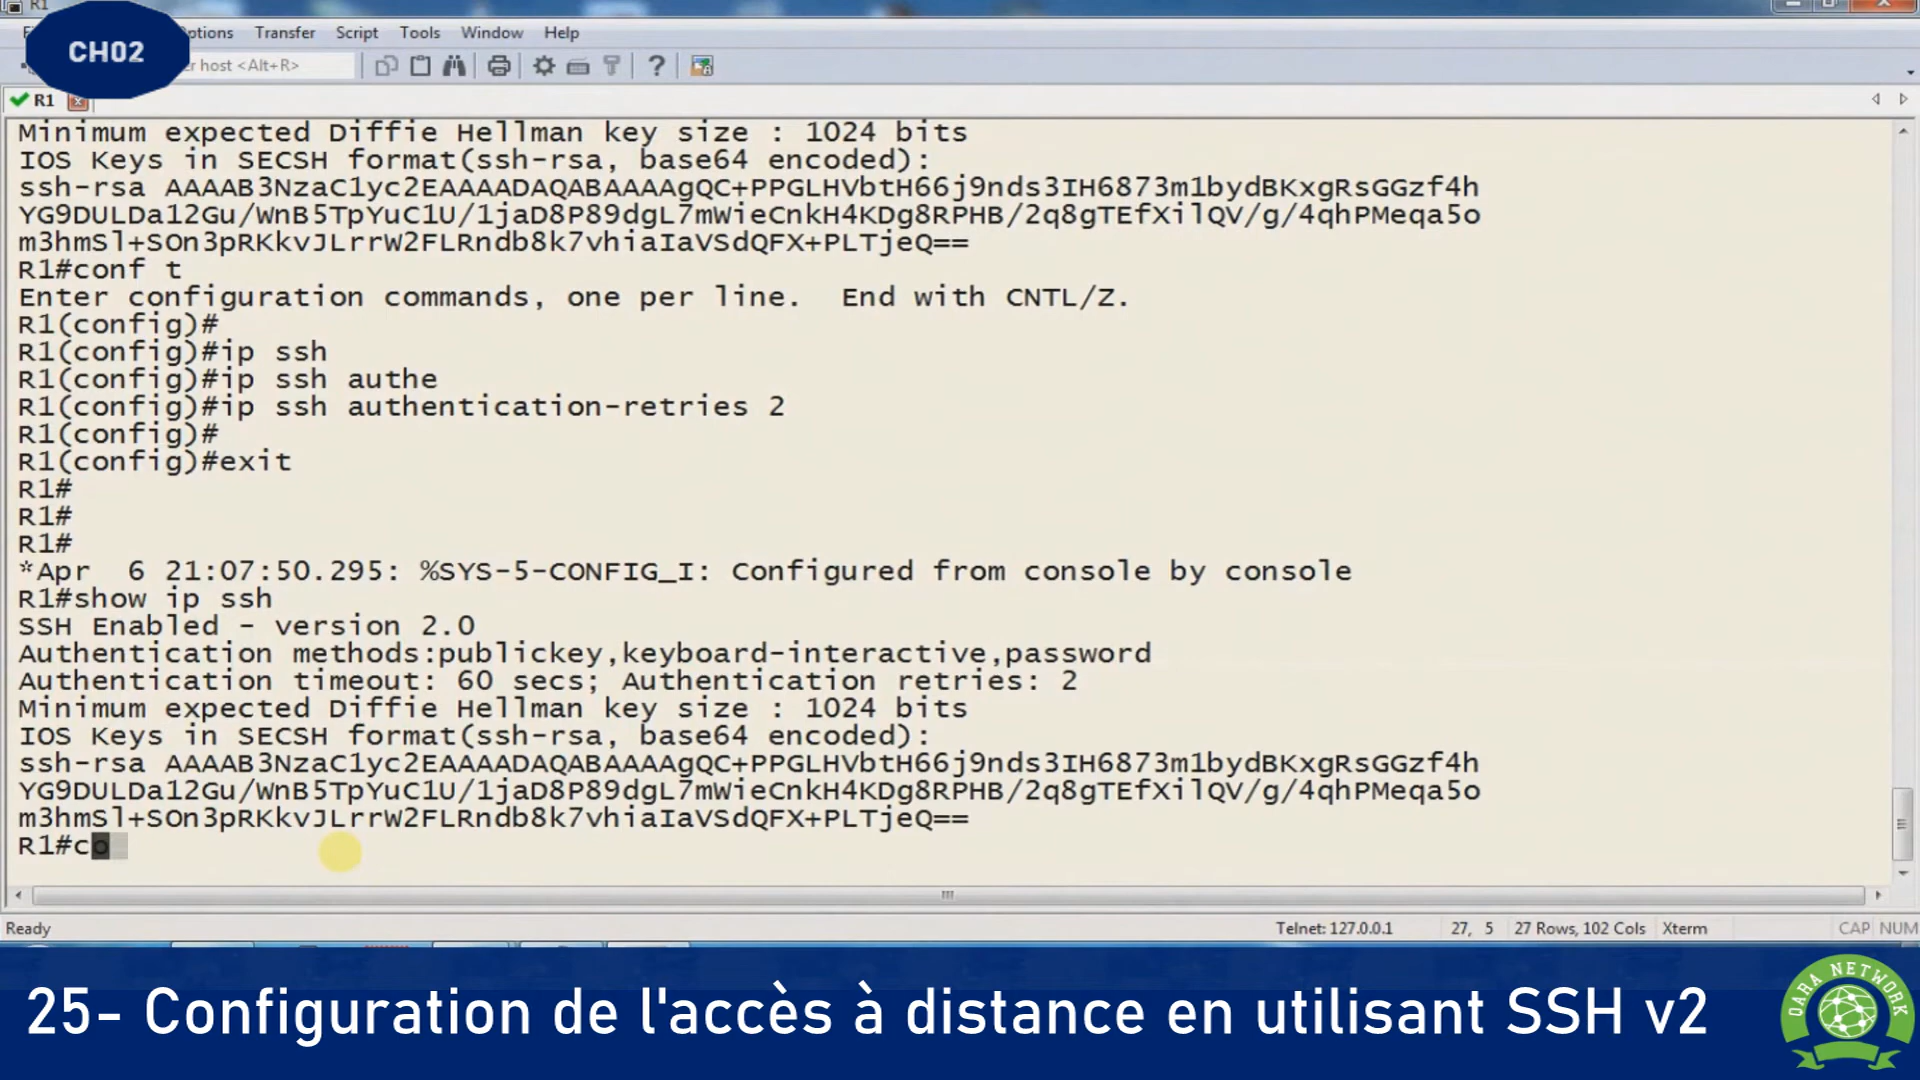 R1
CH02
ptions Transfer Script Tools Window Help
er host <Alt+R>
R1
Minimum expected Diffie Hellman key size : 1024 bits
IOS Keys in SECSH format(ssh-rsa, base64 encoded):
ssh-rsa AAAAB3NzaC1yc2EAAAADAQABAAAAgQC+PPGLHVbtH66j9nds3IH6873m1bydBKxgRsGGzf4h
YG9DULDa12Gu/WnB5TpYuC1U/1jaD8P89dgL7mWieCnkH4KDg8RPHB/2q8gTEfXilQV/g/4qhPMeqa5o
m3hmSl+SOn3pRKkvJLrrW2FLRndb8k7vhiaIaVSdQFX+PLTjeQ==
R1#conf t
Enter configuration commands, one per line.  End with CNTL/Z.
R1(config)#
R1(config)#ip ssh
R1(config)#ip ssh authe
R1(config)#ip ssh authentication-retries 2
R1(config)#
R1(config)#exit
R1#
R1#
R1#
*Apr  6 21:07:50.295: %SYS-5-CONFIG_I: Configured from console by console
R1#show ip ssh
SSH Enabled - version 2.0
Authentication methods:publickey,keyboard-interactive,password
Authentication timeout: 60 secs; Authentication retries: 2
Minimum expected Diffie Hellman key size : 1024 bits
IOS Keys in SECSH format(ssh-rsa, base64 encoded):
ssh-rsa AAAAB3NzaC1yc2EAAAADAQABAAAAgQC+PPGLHVbtH66j9nds3IH6873m1bydBKxgRsGGzf4h
YG9DULDa12Gu/WnB5TpYuC1U/1jaD8P89dgL7mWieCnkH4KDg8RPHB/2q8gTEfXilQV/g/4qhPMeqa5o
m3hmSl+SOn3pRKkvJLrrW2FLRndb8k7vhiaIaVSdQFX+PLTjeQ==
R1#co
Ready Telnet: 127.0.0.1 27, 5 27 Rows, 102 Cols Xterm CAP NUM
25- Configuration de l'accès à distance en utilisant SSH v2
QARA NETWORK